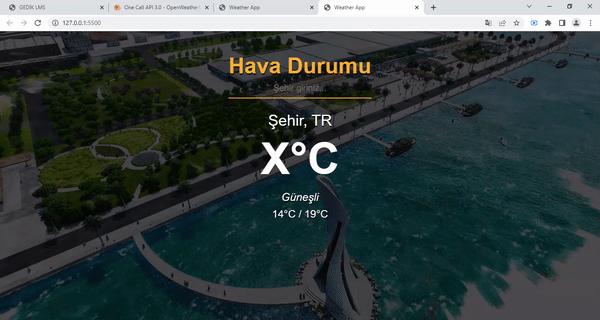 GEDİK LMS
One Call API 3.0 - OpenWeather
Weather App
Weather App
127.0.0.1:5500
Hava Durumu
Şehir giriniz...
Şehir, TR
X°C
Güneşli
14°C / 19°C